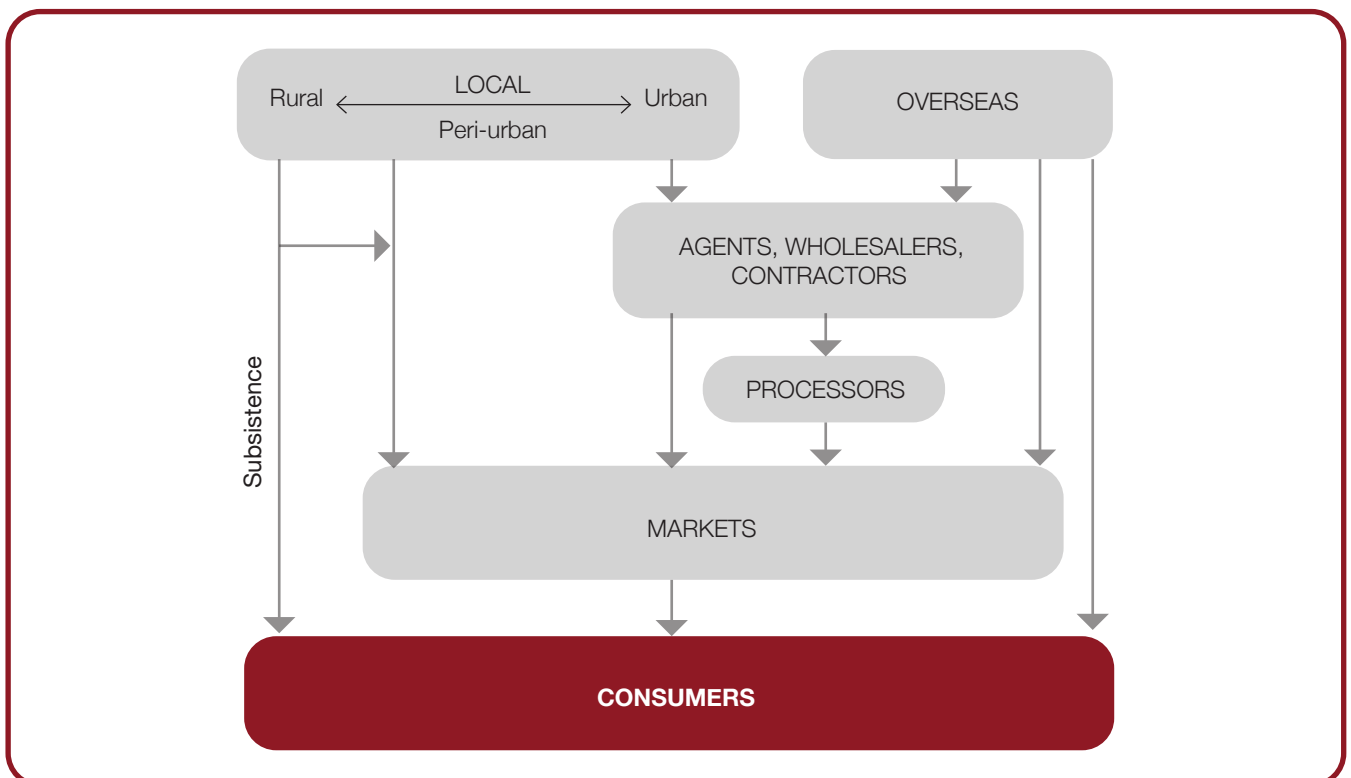 LOCAL
Rural
Urban
Peri-urban
OVERSEAS
AGENTS, WHOLESALERS,
CONTRACTORS
PROCESSORS
Subsistence
MARKETS
CONSUMERS